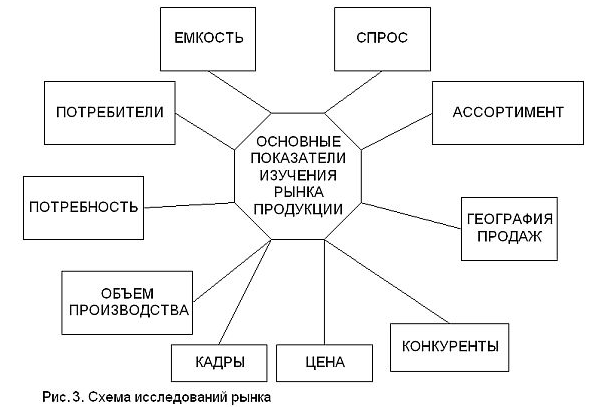 ЕМКОСТЬ
СПРОС
ПОТРЕБИТЕЛИ
АССОРТИМЕНТ
ОСНОВНЫЕ
ПОКАЗАТЕЛИ
ИЗУЧЕНИЯ
РЫНКА
ПРОДУКЦИИ
ПОТРЕБНОСТЬ
ГЕОГРАФИЯ
ПРОДАЖ
ОБЪЕМ
ПРОИЗВОДСТВА
КАДРЫ
ЦЕНА
КОНКУРЕНТЫ
Рис. 3. Схема исследований рынка